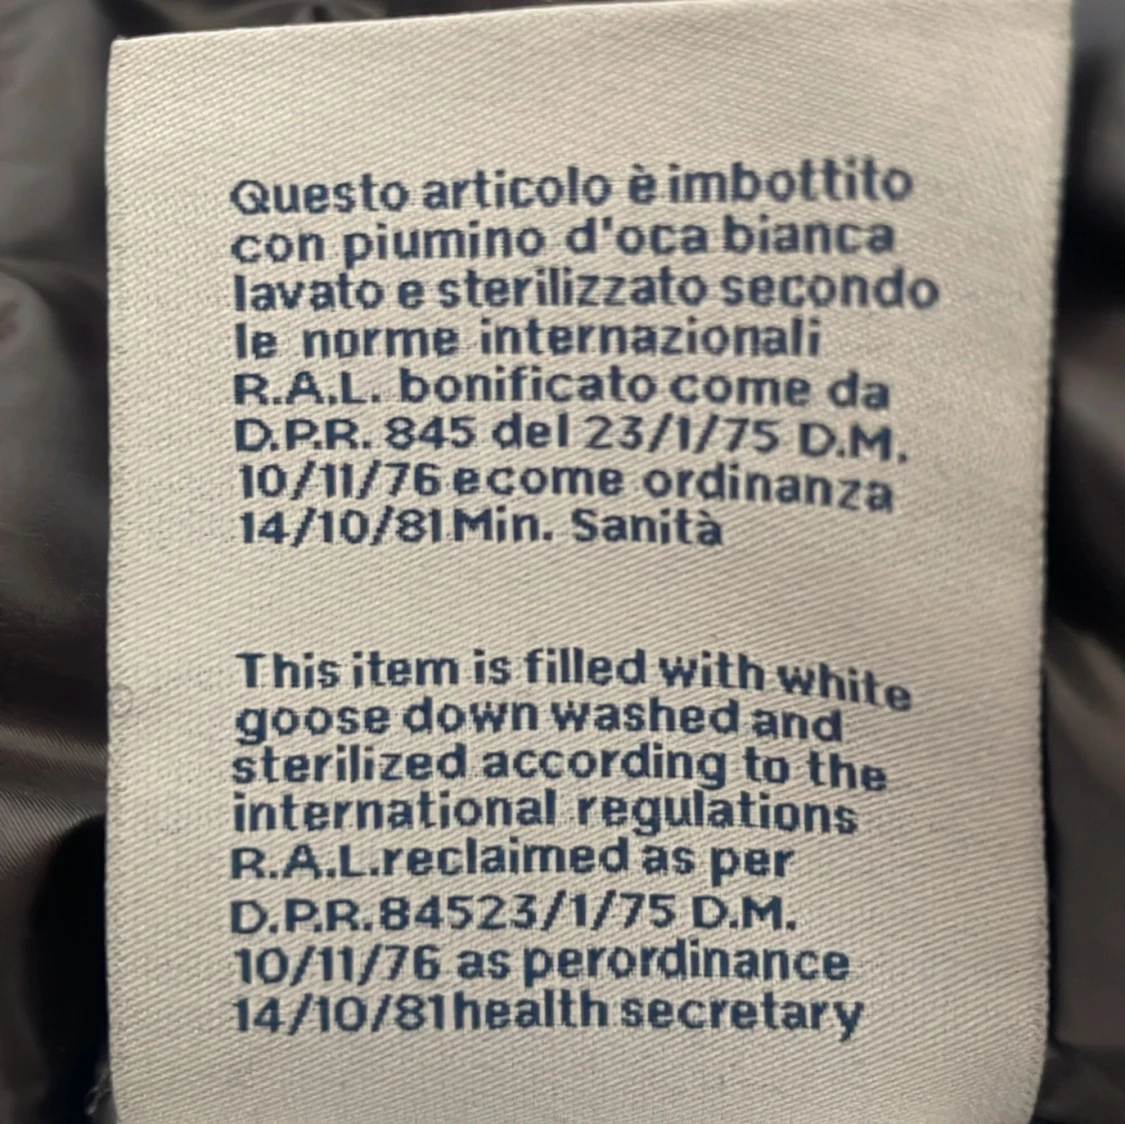 Questo articolo è imbottito
con piumino d'oca bianca
lavato e sterilizzato secondo
le norme internazionali
R.A.L. bonificato come da
D.P.R. 845 del 23/1/75 D.M.
10/11/76 e come ordinanza
14/10/81 Min. Sanità
This item is filled with white
goose down washed and
sterilized according to the
international regulations
R.A.L.reclaimed as per
D.P.R.84523/1/75 D.M.
10/11/76 as perordinance
14/10/81health secretary